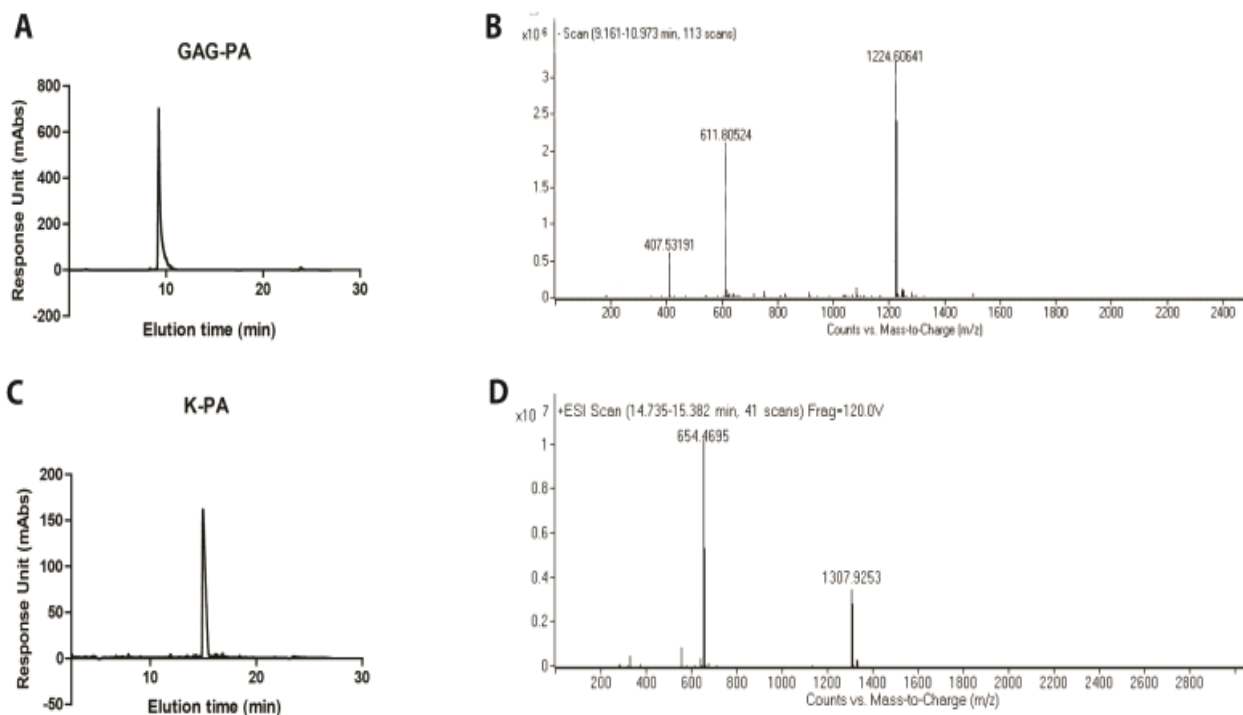 A
GAG-PA
Response Unit (mAbs)
800
600
400
200
0
-200
10
20
30
Elution time (min)
B
x10 6
- Scan (9.161-10.973 min, 113 scans)
1224.60641
611.80524
407.53191
3
2.5
2
1.5
1
0.5
0
200 400 600 800 1000 1200 1400 1600 1800 2000 2200 2400
Counts vs. Mass-to-Charge (m/z)
C
K-PA
Response Unit (mAbs)
200
150
100
50
0
-50
10
20
30
Elution time (min)
D
x10 7
+ESI Scan (14.735-15.382 min, 41 scans) Frag=120.0V
654.4695
1307.9253
1
0.8
0.6
0.4
0.2
0
200 400 600 800 1000 1200 1400 1600 1800 2000 2200 2400 2600 2800
Counts vs. Mass-to-Charge (m/z)